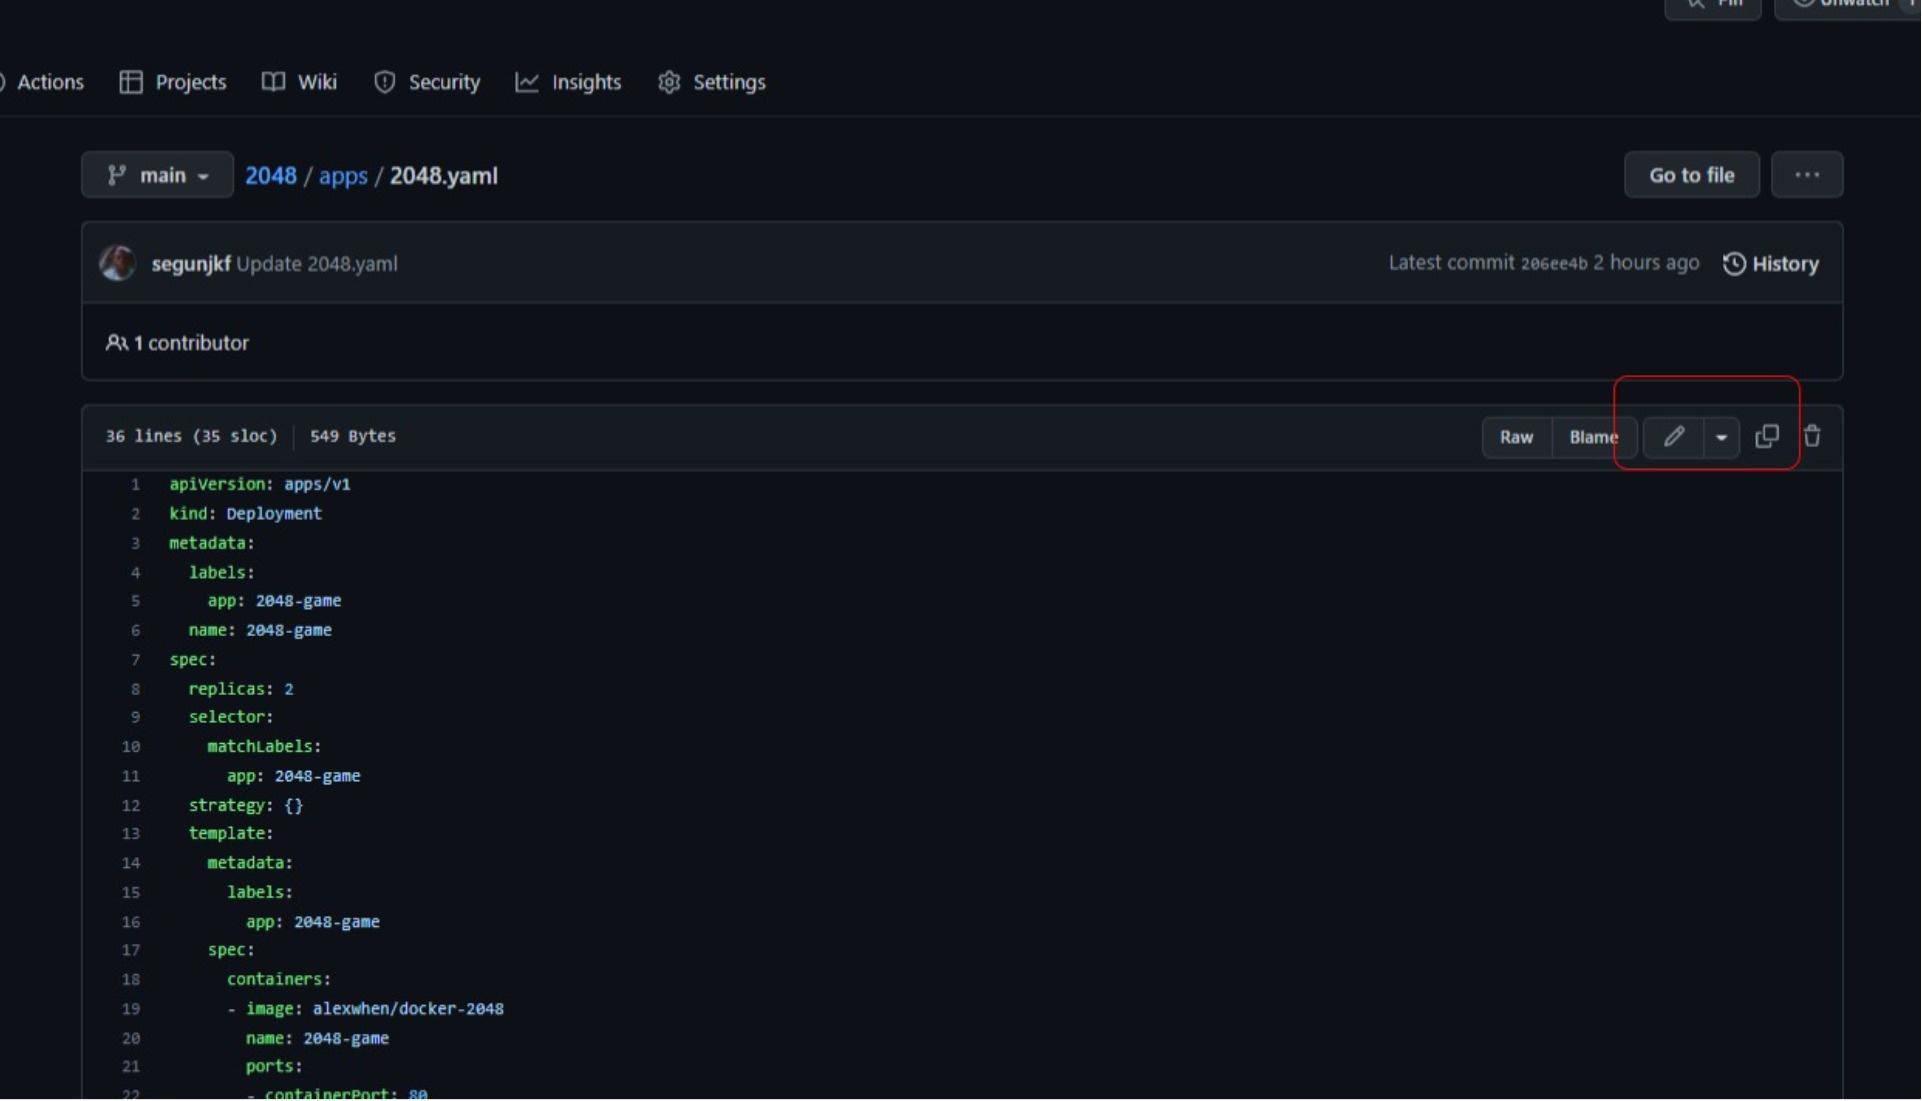 Pin Unwatch 1
Actions Projects Wiki Security Insights Settings
main 2048 / apps / 2048.yaml Go to file ...
segunjkf Update 2048.yaml Latest commit 206ee4b 2 hours ago History
1 contributor
36 lines (35 sloc) 549 Bytes Raw Blame
1 apiVersion: apps/v1
2 kind: Deployment
3 metadata:
4 labels:
5 app: 2048-game
6 name: 2048-game
7 spec:
8 replicas: 2
9 selector:
10 matchLabels:
11 app: 2048-game
12 strategy: {}
13 template:
14 metadata:
15 labels:
16 app: 2048-game
17 spec:
18 containers:
19 - image: alexwhen/docker-2048
20 name: 2048-game
21 ports:
22 - containerPort: 80